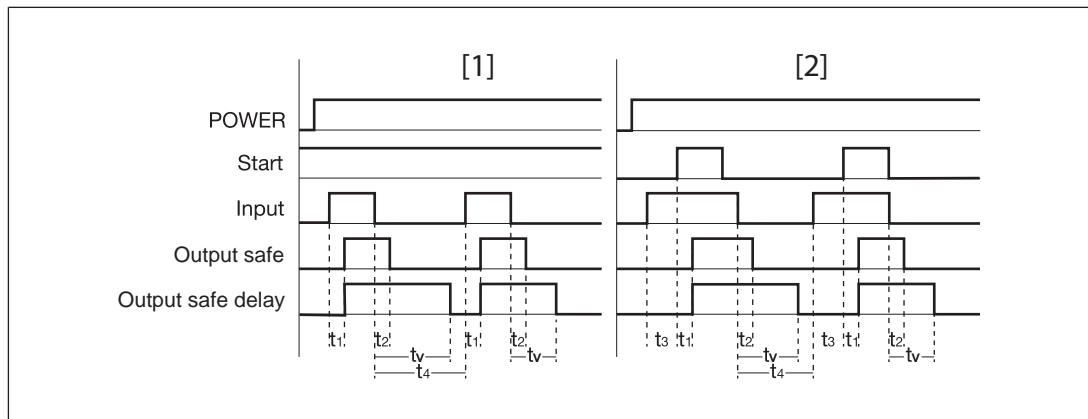 [1] [2]
POWER
Start
Input
Output safe
Output safe delay
t1 t2 t1 t2 t3 t1 t2 t3 t1 t2
tv tv tv tv
t4 t4